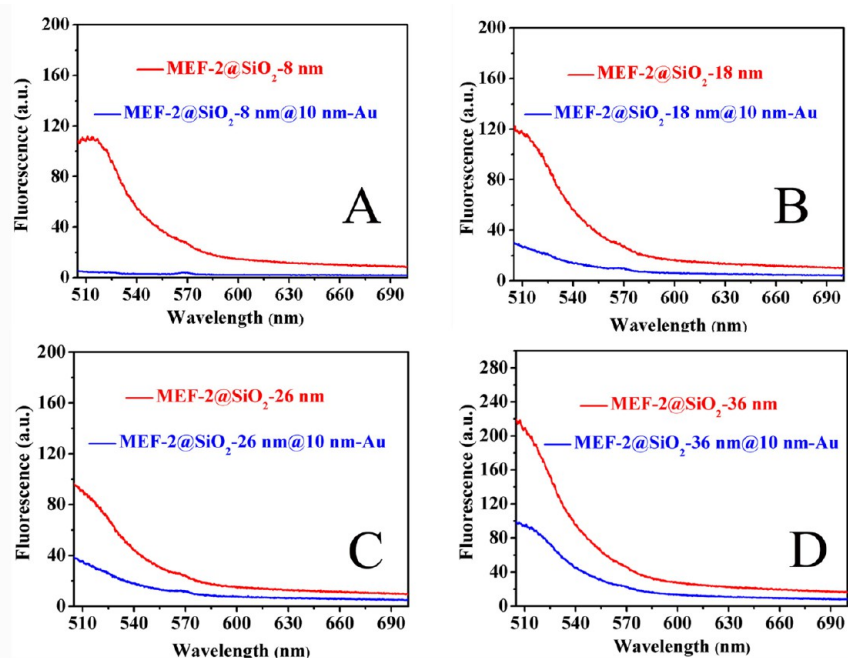 200
160
120
80
40
0
Fluorescence (a.u.)
MEF-2@SiO₂-8 nm
MEF-2@SiO₂-8 nm@10 nm-Au
A
510 540 570 600 630 660 690
Wavelength (nm)
200
160
120
80
40
0
Fluorescence (a.u.)
MEF-2@SiO₂-18 nm
MEF-2@SiO₂-18 nm@10 nm-Au
B
510 540 570 600 630 660 690
Wavelength (nm)
200
160
120
80
40
0
Fluorescence (a.u.)
MEF-2@SiO₂-26 nm
MEF-2@SiO₂-26 nm@10 nm-Au
C
510 540 570 600 630 660 690
Wavelength (nm)
280
240
200
160
120
80
40
0
Fluorescence (a.u.)
MEF-2@SiO₂-36 nm
MEF-2@SiO₂-36 nm@10 nm-Au
D
510 540 570 600 630 660 690
Wavelength (nm)